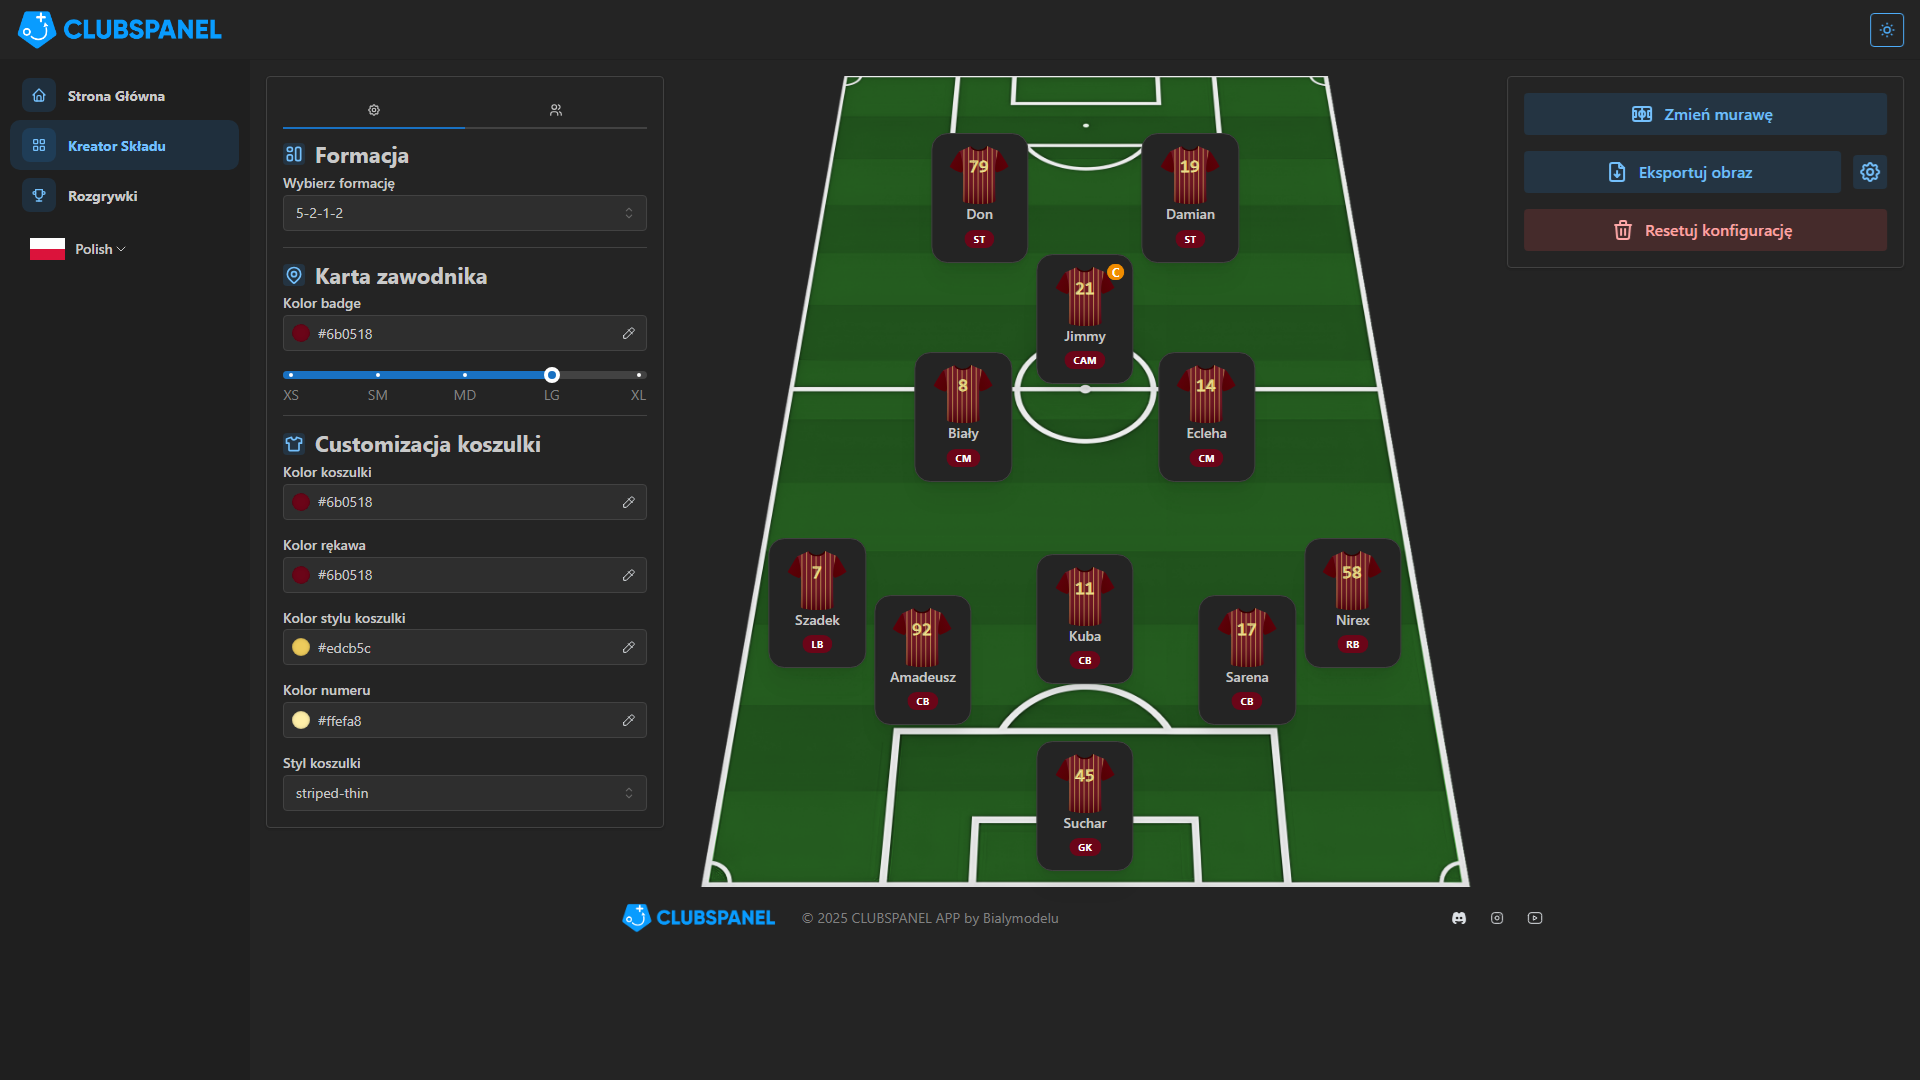 CLUBSPANEL
Strona Główna
Kreator Składu
Rozgrywki
Polish
Formacja
Wybierz formację
5-2-1-2
Karta zawodnika
Kolor badge
#6b0518
XS SM MD LG XL
Customizacja koszulki
Kolor koszulki
#6b0518
Kolor rękawa
#6b0518
Kolor stylu koszulki
#edcb5c
Kolor numeru
#ffefa8
Styl koszulki
striped-thin
79
Don
ST
19
Damian
ST
C
21
Jimmy
CAM
8
Biały
CM
14
Ecleha
CM
7
Szadek
LB
92
Amadeusz
CB
11
Kuba
CB
17
Sarena
CB
58
Nirex
RB
45
Suchar
GK
Zmień murawę
Eksportuj obraz
Resetuj konfigurację
CLUBSPANEL
© 2025 CLUBSPANEL APP by Bialymodelu